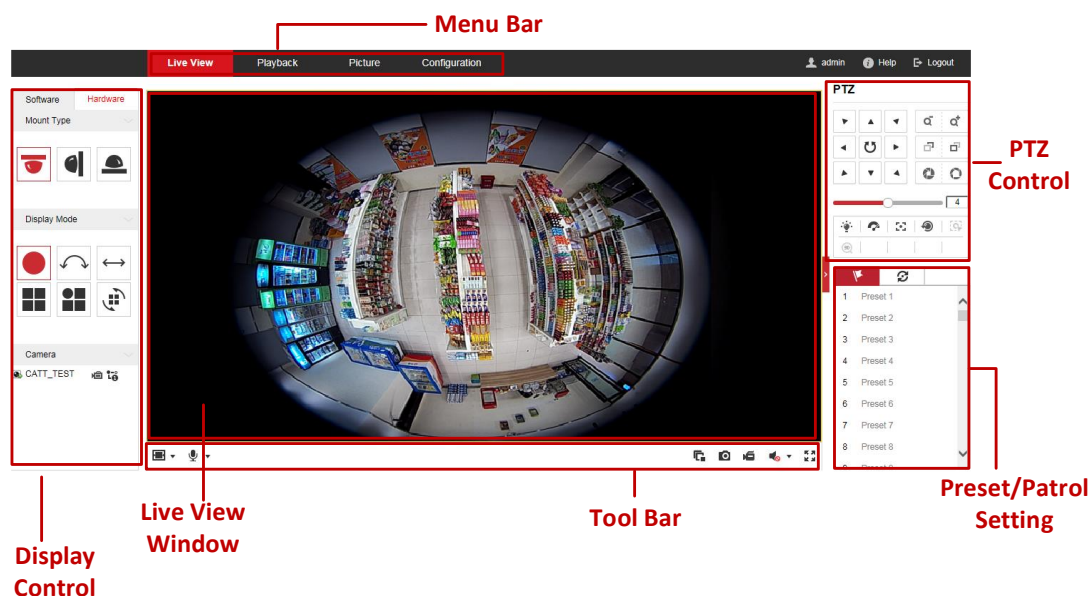 Menu Bar
Live View Playback Picture Configuration admin Help Logout
Software Hardware
Mount Type
Display Mode
Camera
CATT_TEST
PTZ
4
PTZ
Control
1 Preset 1
2 Preset 2
3 Preset 3
4 Preset 4
5 Preset 5
6 Preset 6
7 Preset 7
8 Preset 8
Preset/Patrol
Setting
Live View
Window
Tool Bar
Display
Control